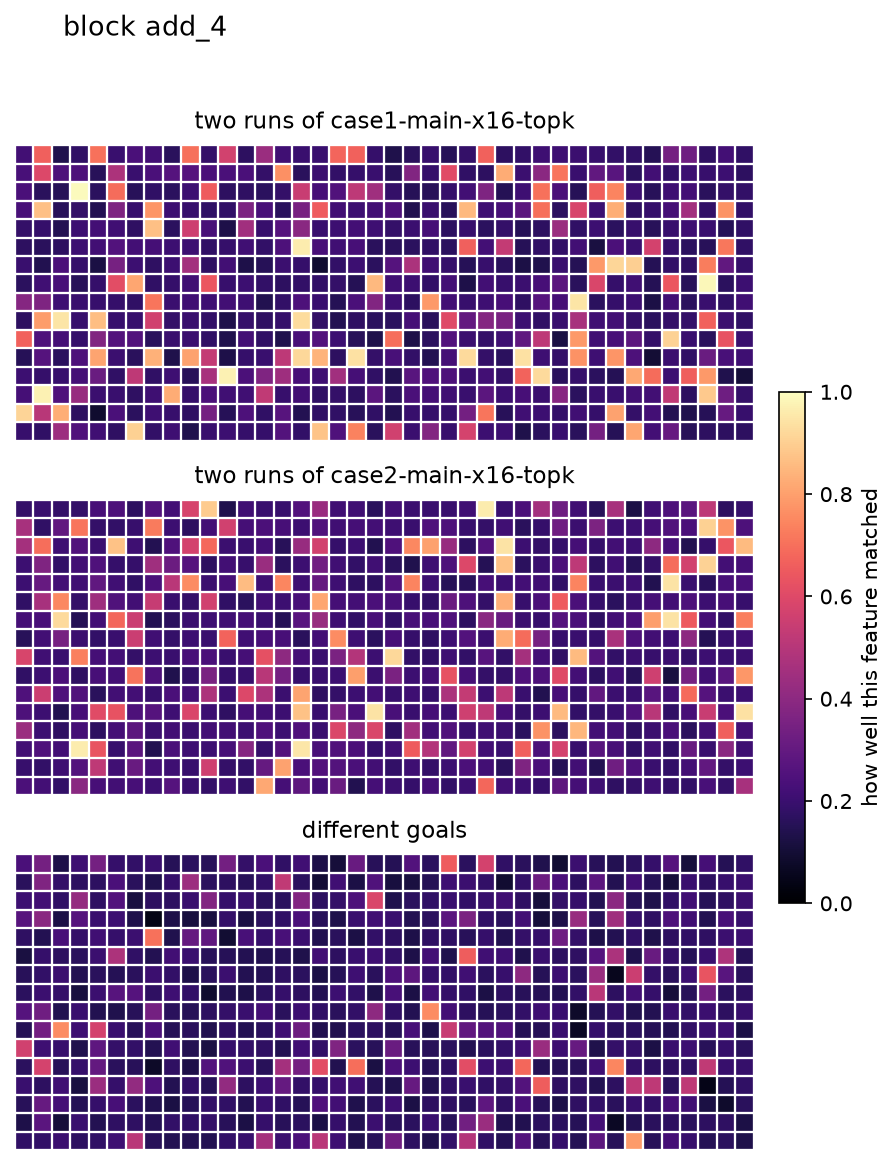 block add_4
two runs of case1-main-x16-topk
two runs of case2-main-x16-topk
different goals
1.0
0.8
0.6
0.4
0.2
0.0
how well this feature matched